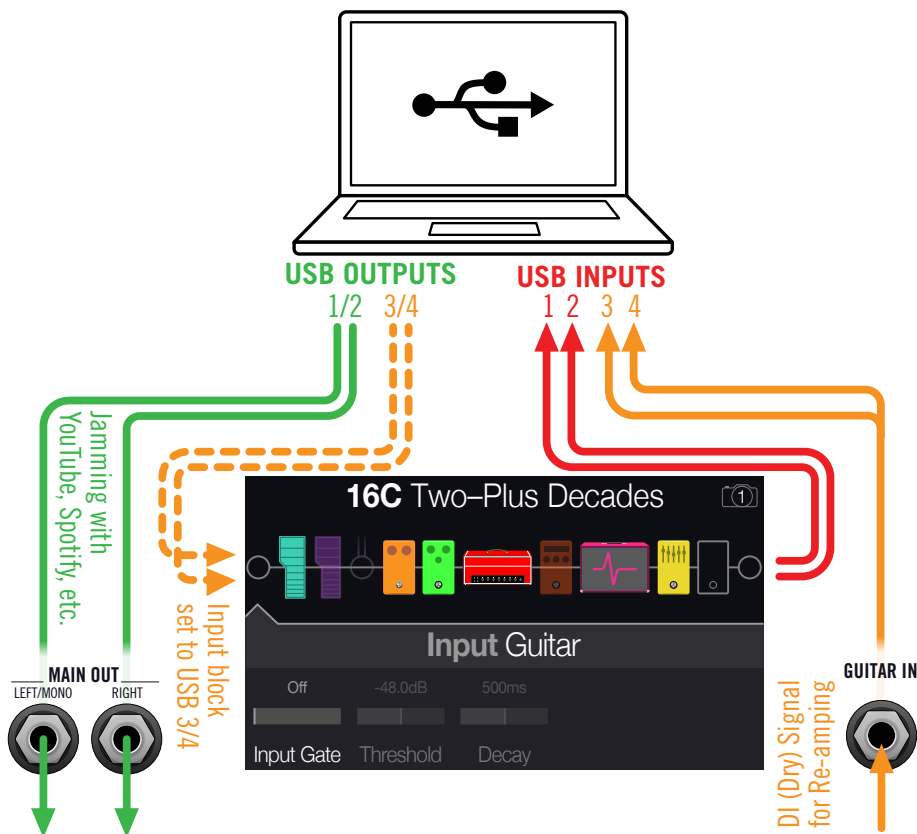 USB OUTPUTS
1/2 3/4
USB INPUTS
1 2 3 4
Jamming with
YouTube, Spotify, etc.
16C Two–Plus Decades
1
Input block
set to USB 3/4
Input Guitar
Off -48.0dB 500ms
Input Gate Threshold Decay
MAIN OUT
LEFT/MONO RIGHT
GUITAR IN
DI (Dry) Signal
for Re-amping